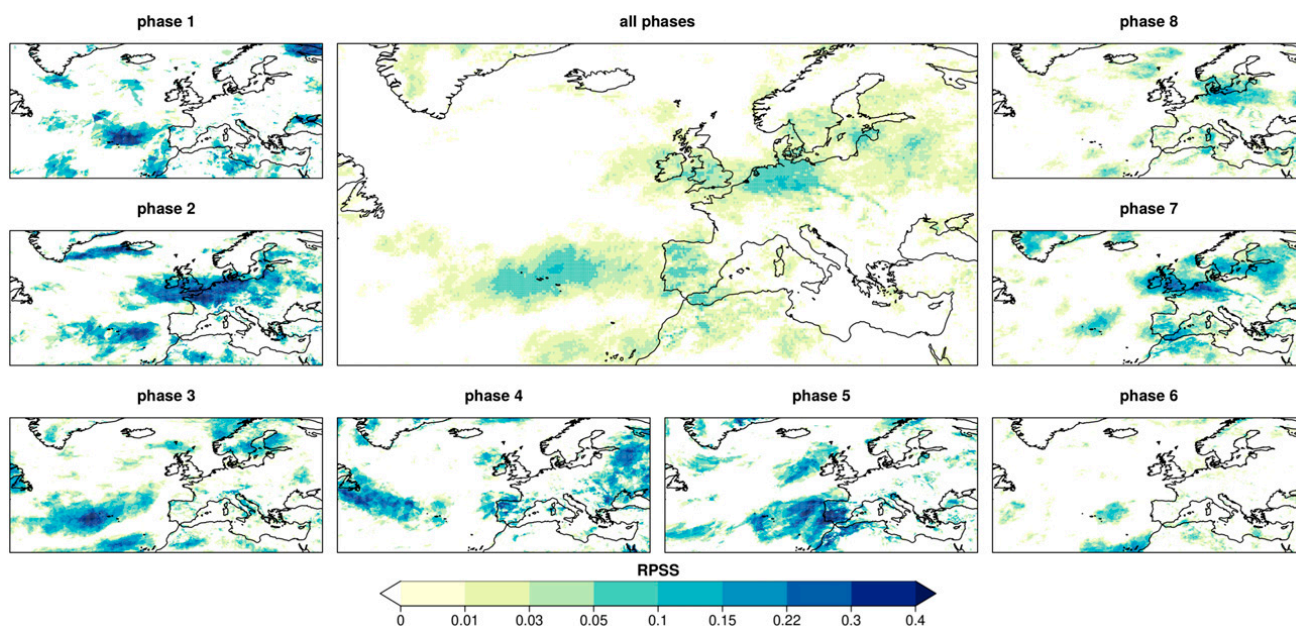 phase 1
all phases
phase 8
phase 2
phase 7
phase 3
phase 4
phase 5
phase 6
RPSS
0 0.01 0.03 0.05 0.1 0.15 0.22 0.3 0.4